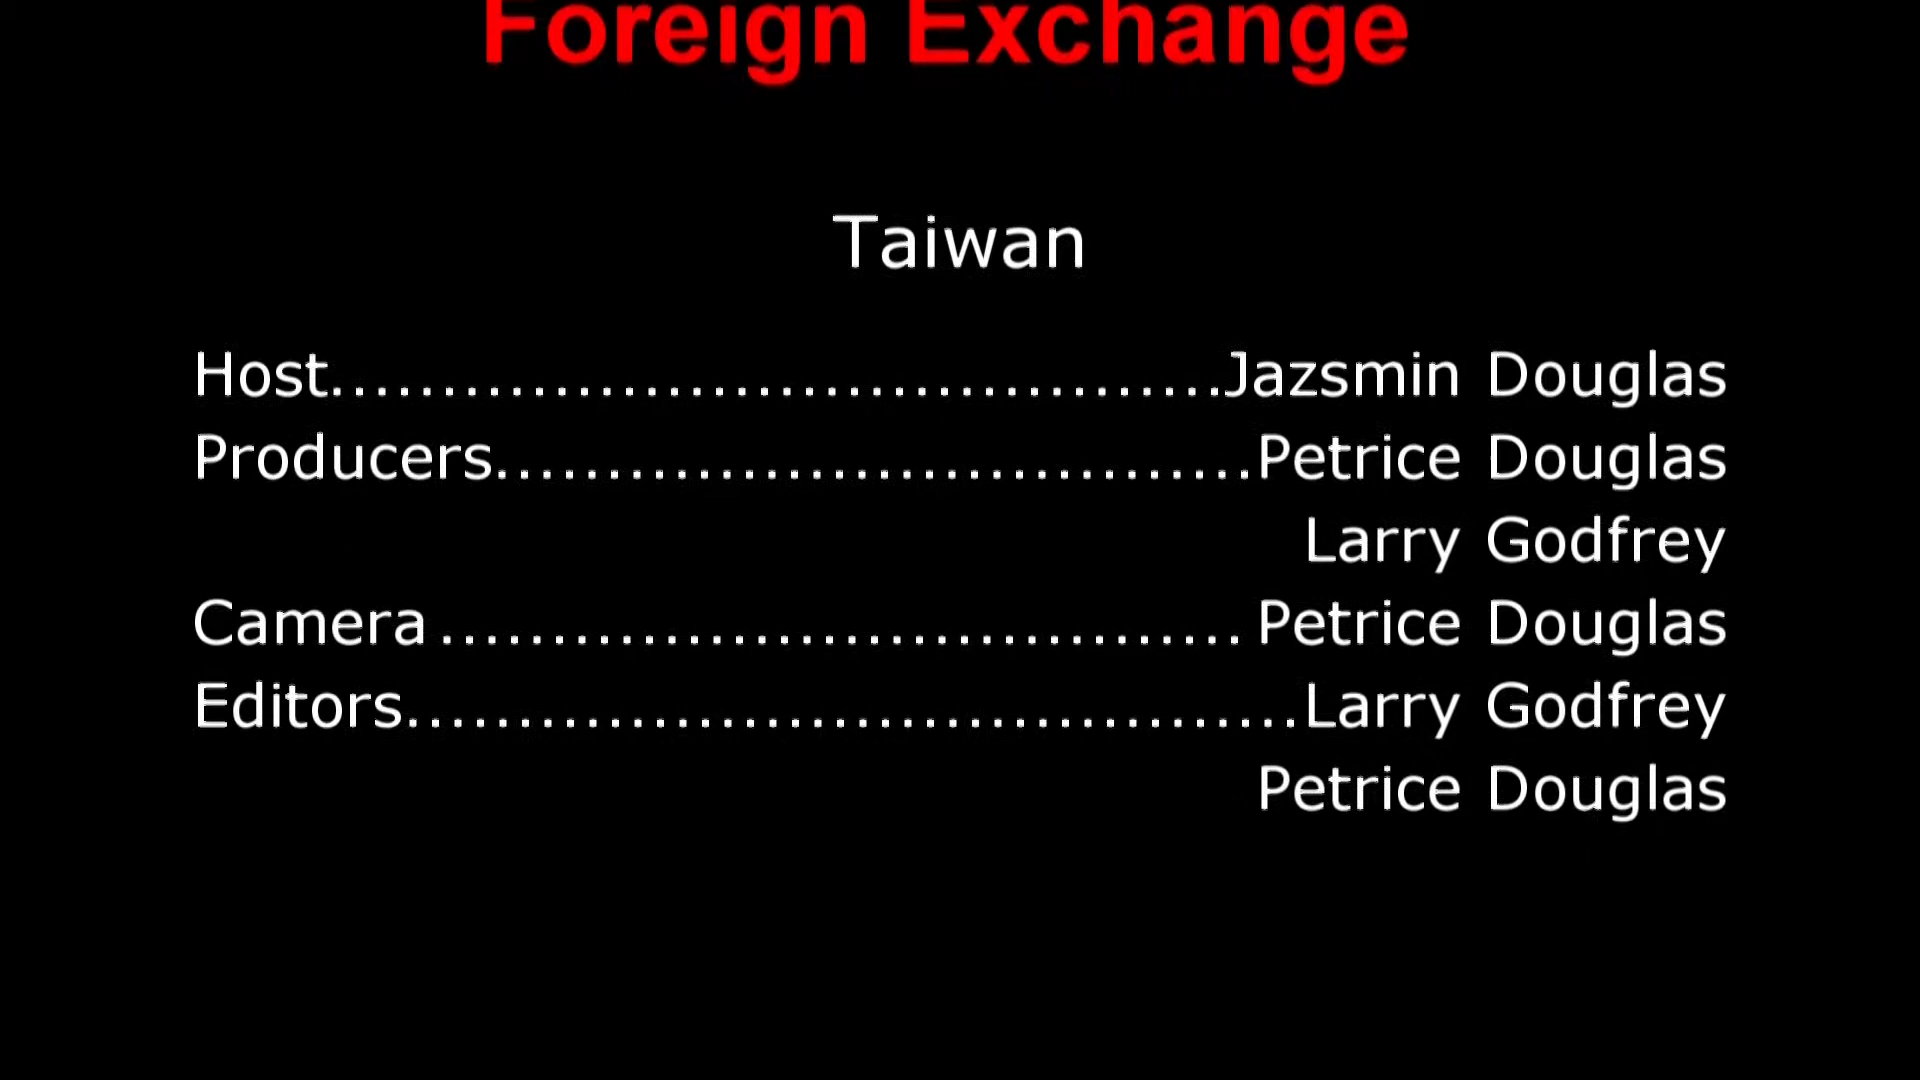 Foreign Exchange
Taiwan
Host........................................Jazsmin Douglas
Producers..................................Petrice Douglas
Larry Godfrey
Camera .................................... Petrice Douglas
Editors........................................Larry Godfrey
Petrice Douglas